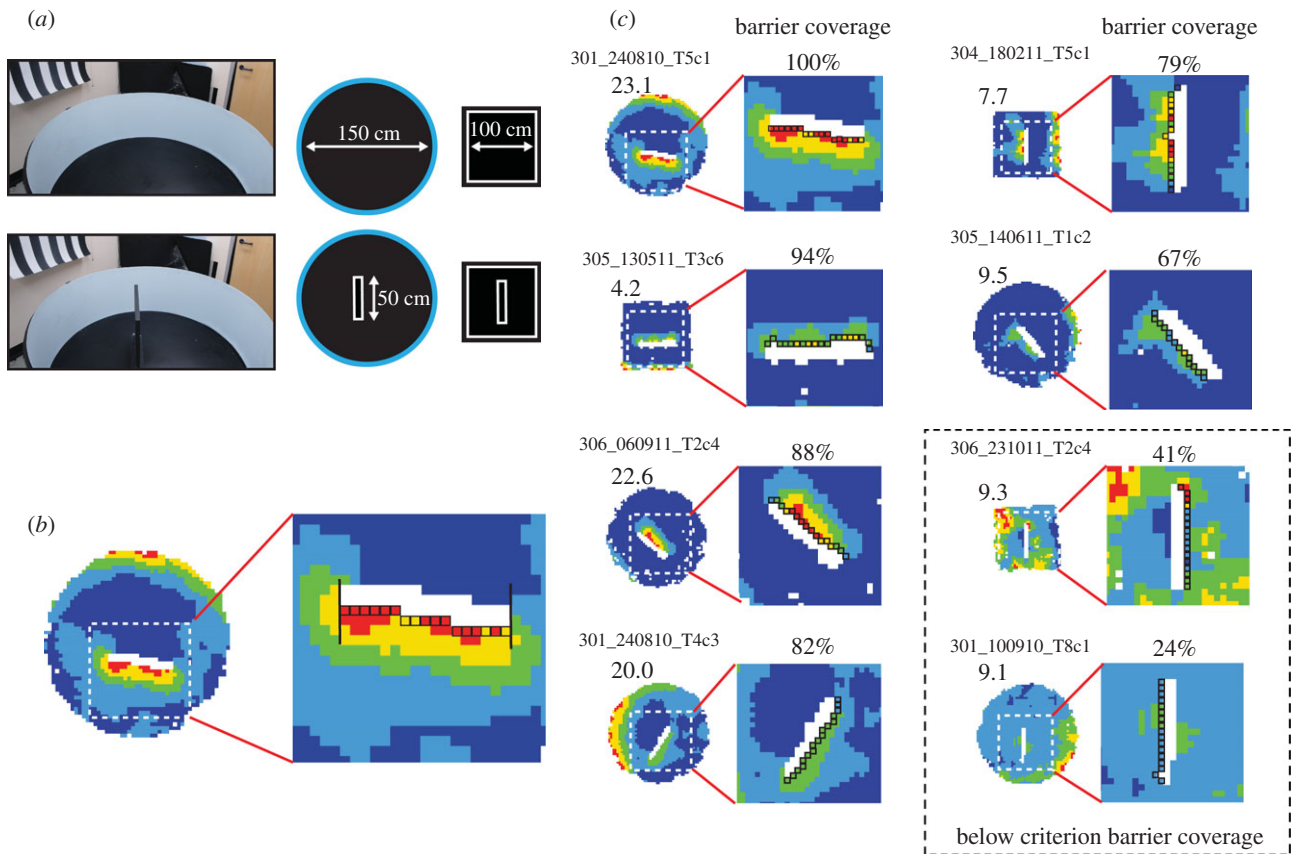 (a)
150 cm
100 cm
50 cm
(b)
(c)
barrier coverage
301_240810_T5c1
100%
23.1
305_130511_T3c6
94%
4.2
306_060911_T2c4
88%
22.6
301_240810_T4c3
82%
20.0
barrier coverage
304_180211_T5c1
79%
7.7
305_140611_T1c2
67%
9.5
306_231011_T2c4
41%
9.3
301_100910_T8c1
24%
9.1
below criterion barrier coverage